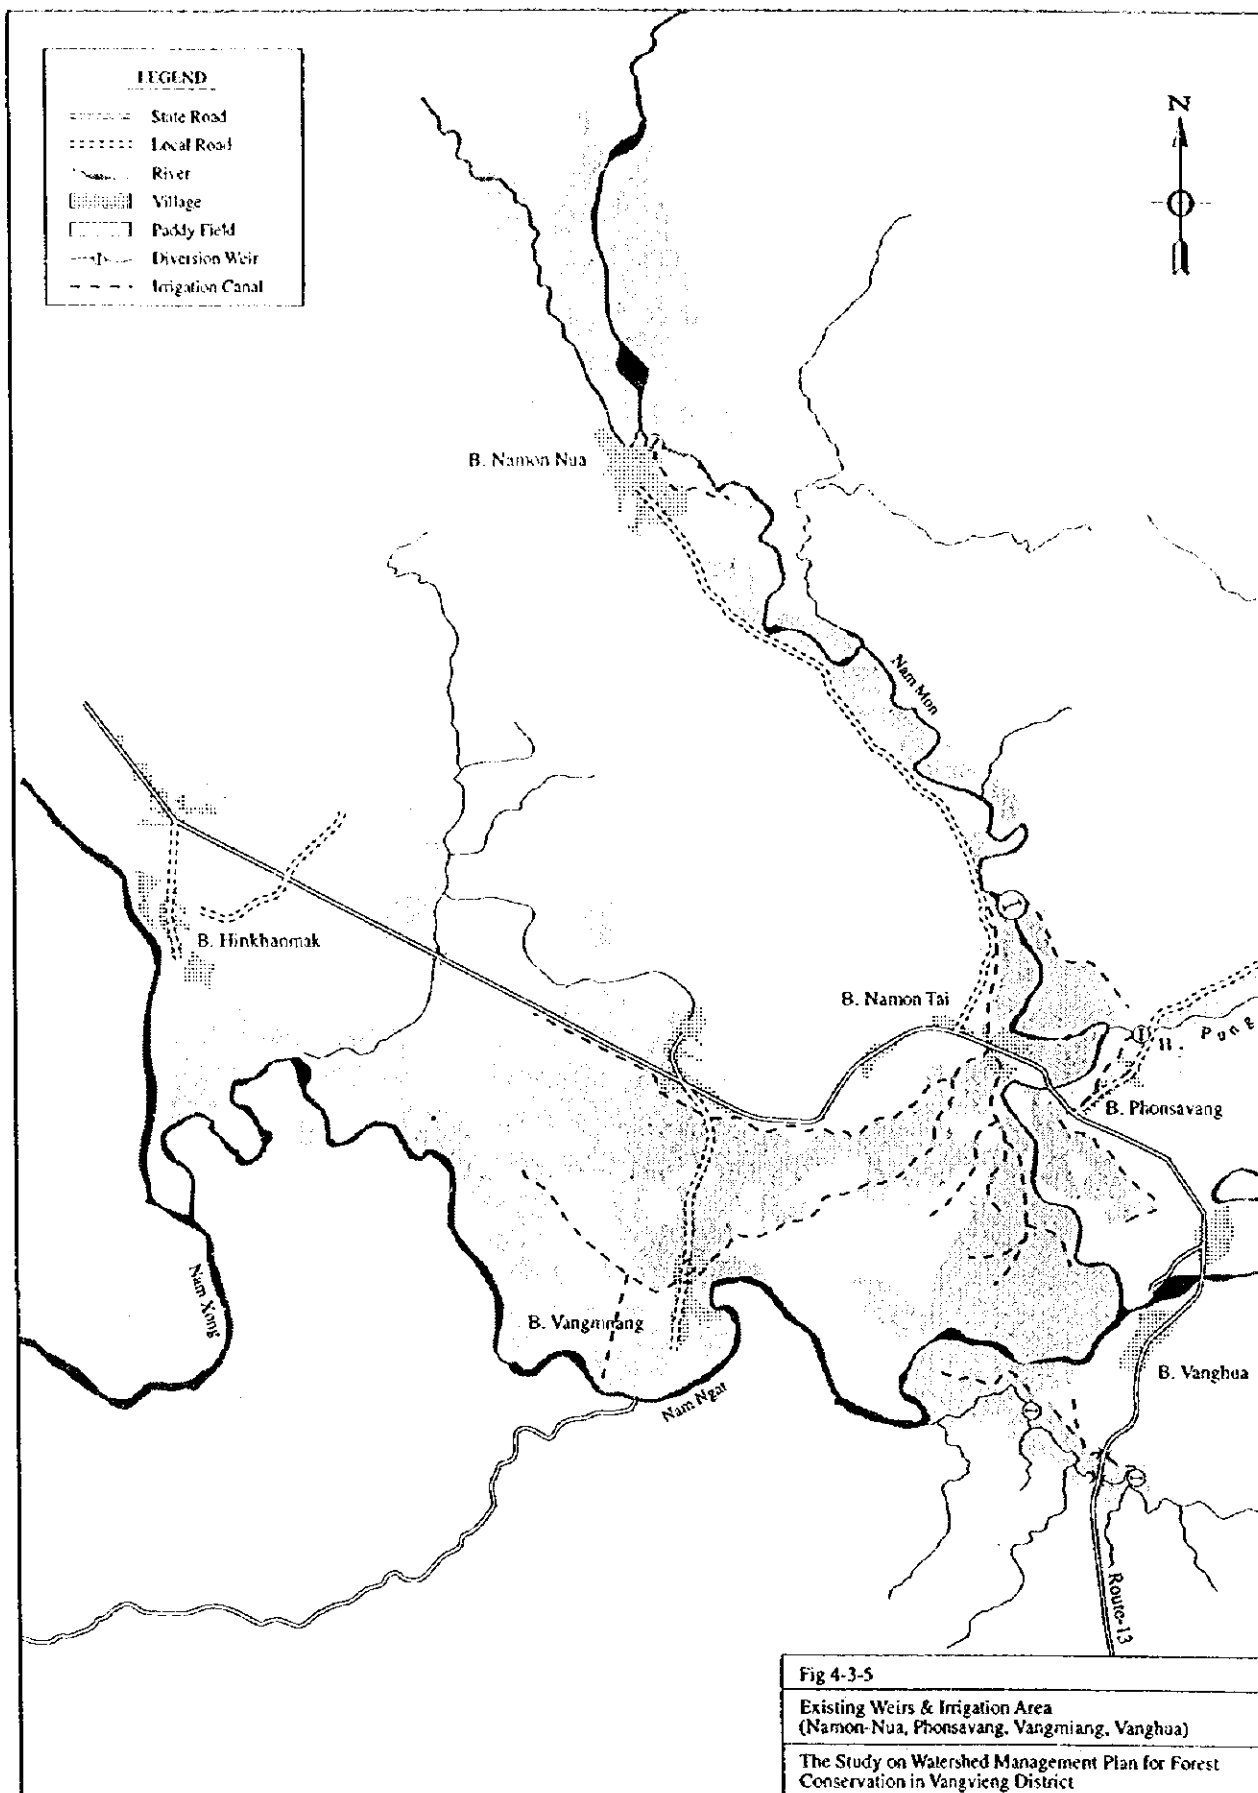 LEGEND
State Road
Local Road
River
Village
Paddy Field
Diversion Weir
Irrigation Canal
N
B. Namon Nua
Nam Mon
B. Hinkhanmak
B. Namon Tai
H. Pong
B. Phonsavang
Nam Xong
B. Vangmiang
Nam Ngat
B. Vanghua
Route-13
Fig 4-3-5
Existing Weirs & Irrigation Area
(Namon-Nua, Phonsavang, Vangmiang, Vanghua)
The Study on Watershed Management Plan for Forest
Conservation in Vangvieng District